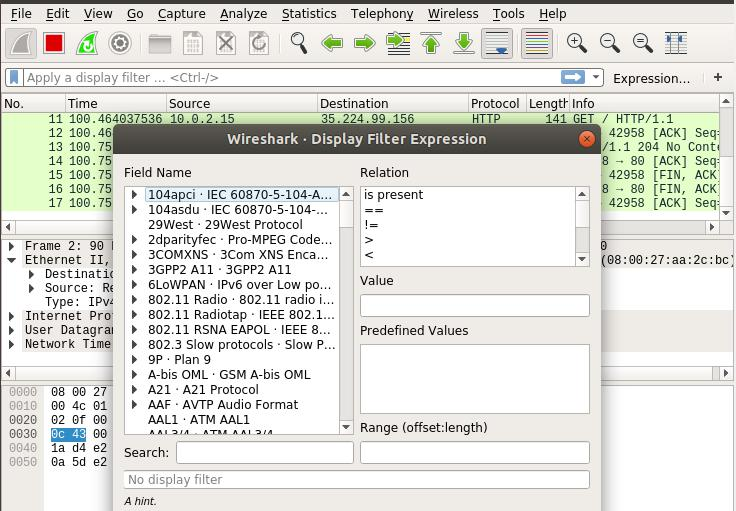 File Edit View Go Capture Analyze Statistics Telephony Wireless Tools Help
Apply a display filter ... <Ctrl-/>
Expression...
+
No. Time Source Destination Protocol Length Info
11 100.464037536 10.0.2.15 35.224.99.156 HTTP 141 GET / HTTP/1.1
12 100.46 42958 [ACK] Seq=
13 100.75 /1.1 204 No Conte
14 100.75 8 → 80 [ACK] Seq=
15 100.75 8 → 80 [FIN, ACK
16 100.75 42958 [FIN, ACK
17 100.75 42958 [ACK] Seq=
Wireshark · Display Filter Expression
Field Name
104apci · IEC 60870-5-104-A...
104asdu · IEC 60870-5-104-...
29West · 29West Protocol
2dparityfec · Pro-MPEG Code...
3COMXNS · 3Com XNS Enca...
3GPP2 A11 · 3GPP2 A11
6LoWPAN · IPv6 over Low po...
802.11 Radio · 802.11 radio i...
802.11 Radiotap · IEEE 802.1...
802.11 RSNA EAPOL · IEEE 8...
802.3 Slow protocols · Slow P...
9P · Plan 9
A-bis OML · GSM A-bis OML
A21 · A21 Protocol
AAF · AVTP Audio Format
AAL1 · ATM AAL1
AAL3/4 · ATM AAL3/4
Search:
Relation
is present
==
!=
>
<
Value
Predefined Values
Range (offset:length)
No display filter
A hint.
Frame 2: 90
0
Ethernet II,
(08:00:27:aa:2c:bc)
Destinatio
Source: Re
Type: IPv4
Internet Pro
User Datagra
Network Time
0000 08 00 27
0010 00 4c 01
0020 02 0f 00
0030 0c 43 00
0040 1a d4 e2
0050 0a 5d e2